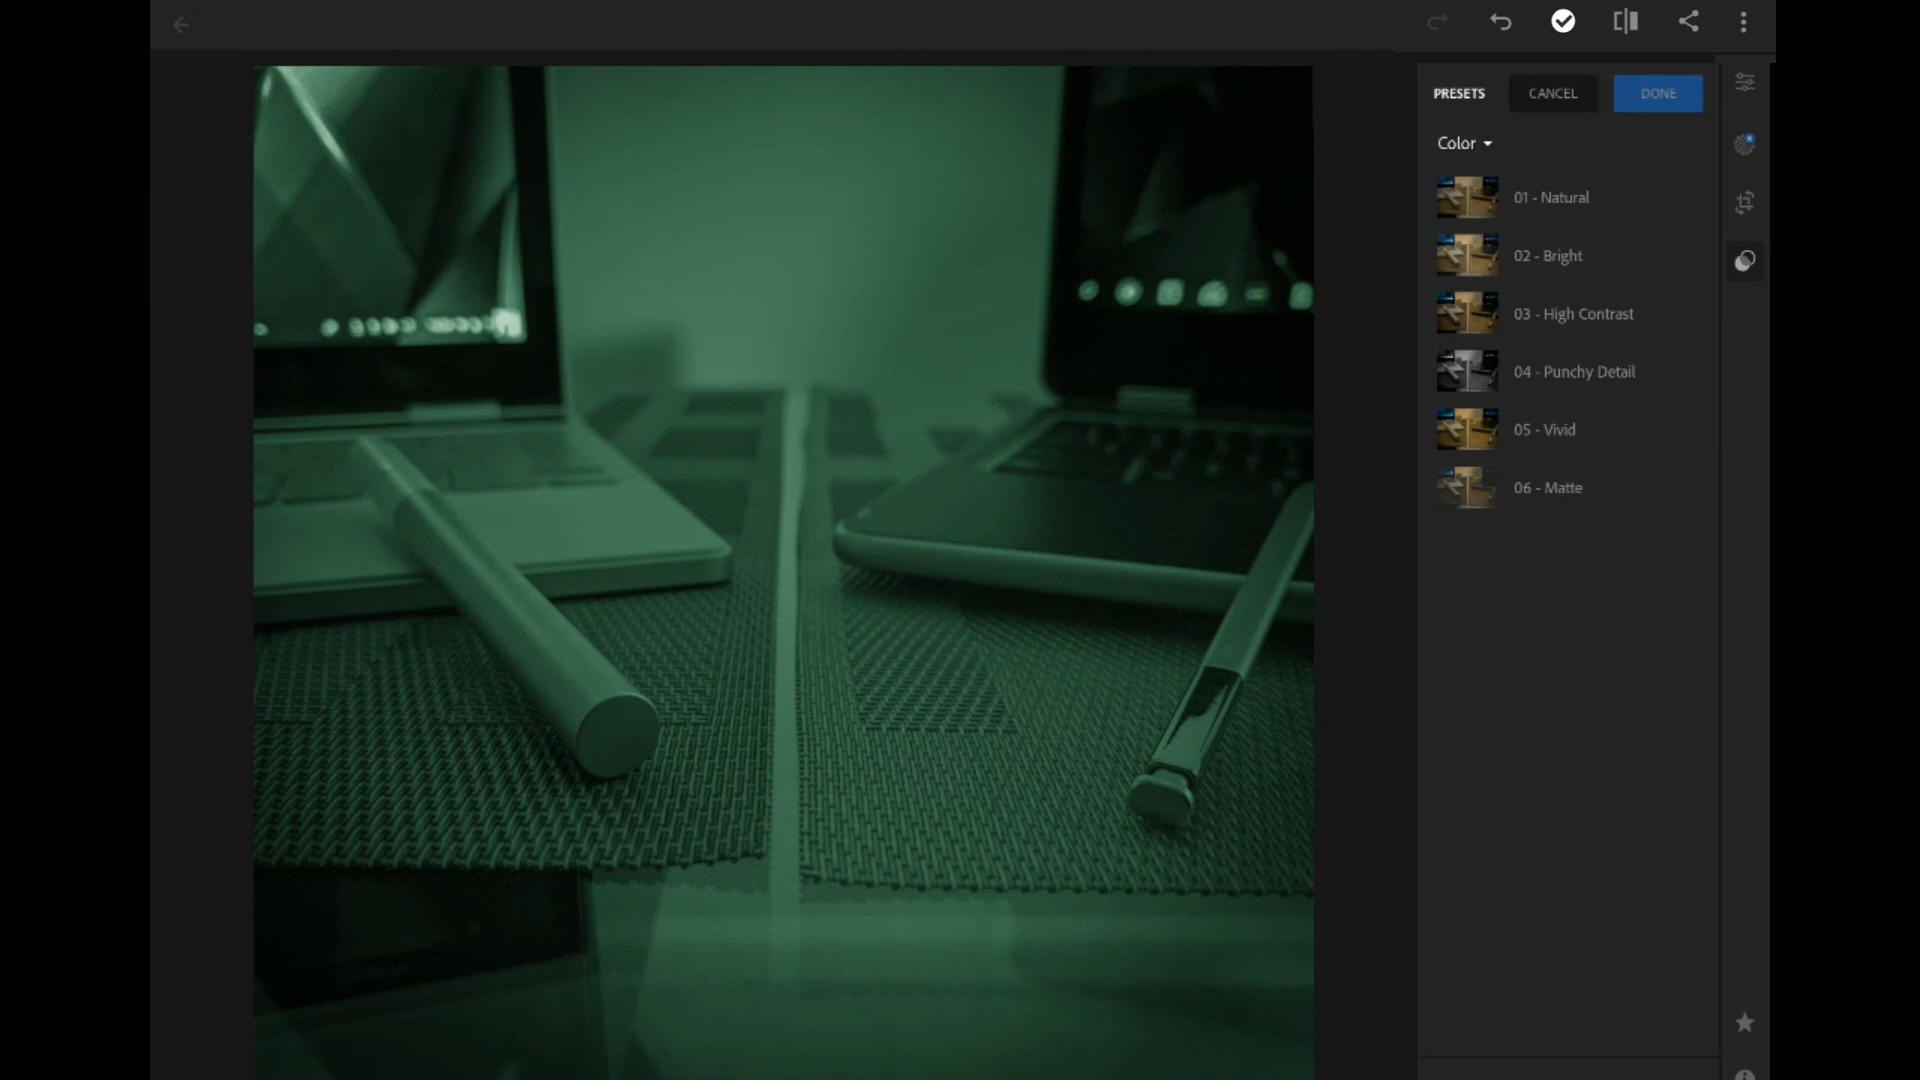 PRESETS CANCEL DONE
Color
01 - Natural
02 - Bright
03 - High Contrast
04 - Punchy Detail
05 - Vivid
06 - Matte